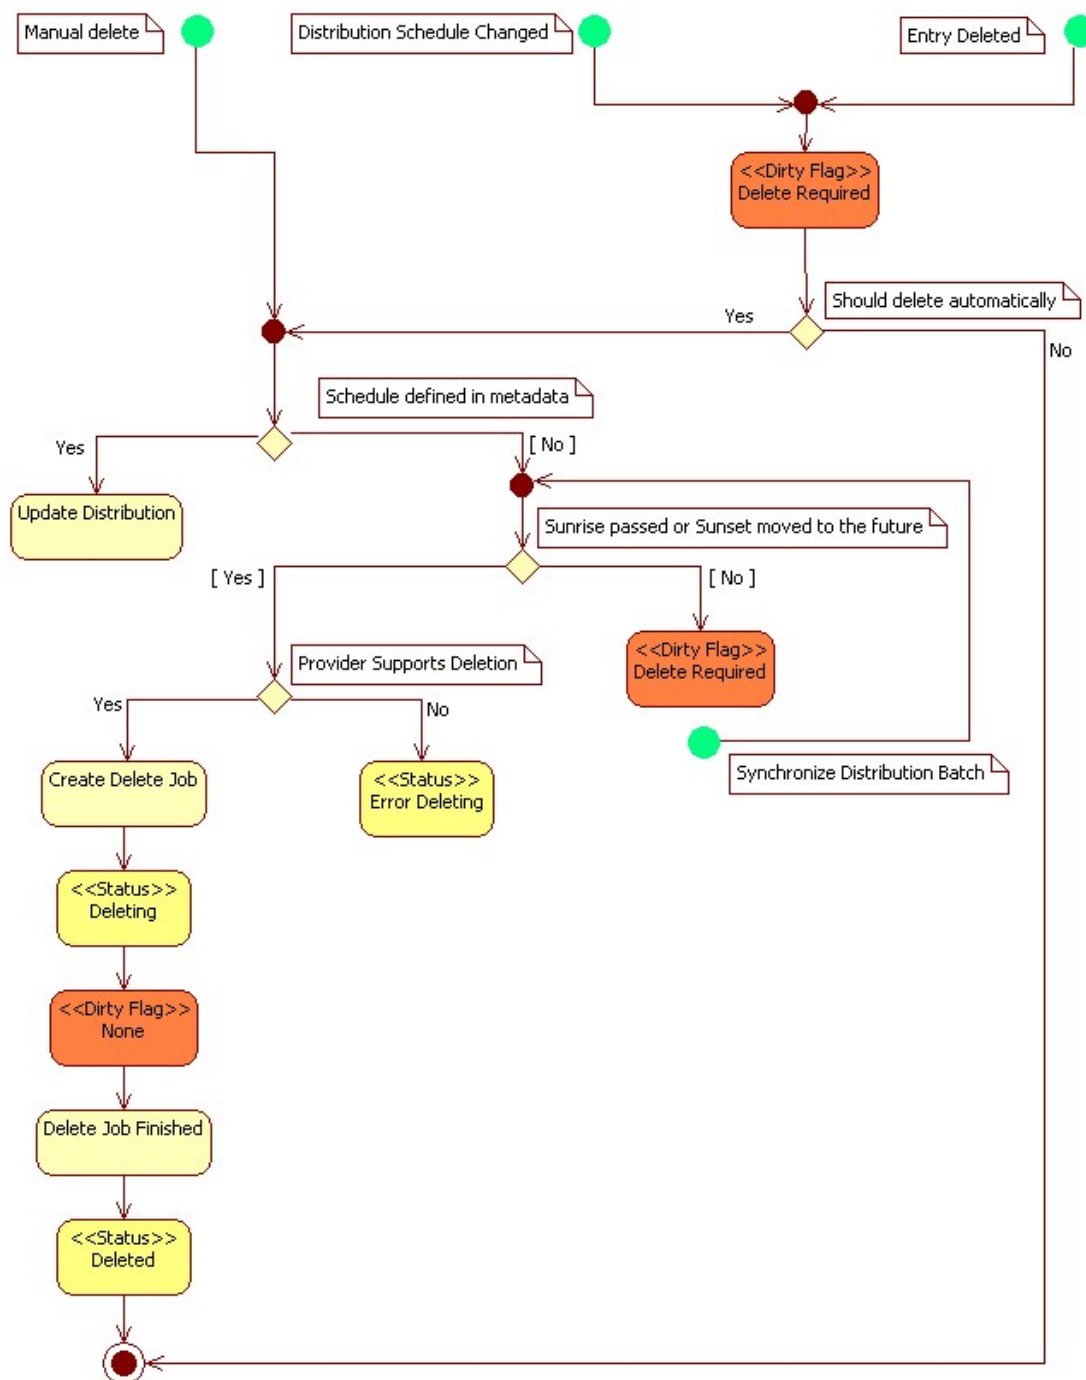 Manual delete
Distribution Schedule Changed
Entry Deleted
<<Dirty Flag>>
Delete Required
Should delete automatically
Yes
No
Schedule defined in metadata
Yes
[ No ]
Update Distribution
Sunrise passed or Sunset moved to the future
[ Yes ]
[ No ]
<<Dirty Flag>>
Delete Required
Provider Supports Deletion
Yes
No
Create Delete Job
<<Status>>
Error Deleting
Synchronize Distribution Batch
<<Status>>
Deleting
<<Dirty Flag>>
None
Delete Job Finished
<<Status>>
Deleted